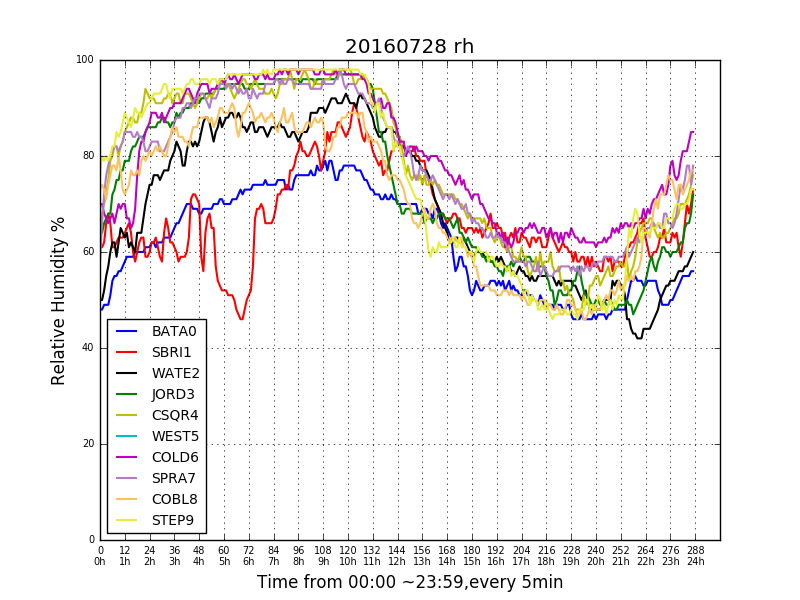 20160728 rh
Relative Humidity %
100
80
60
40
20
0
BATA0
SBRI1
WATE2
JORD3
CSQR4
WEST5
COLD6
SPRA7
COBL8
STEP9
0 12 24 36 48 60 72 84 96 108 120 132 144 156 168 180 192 204 216 228 240 252 264 276 288
0h 1h 2h 3h 4h 5h 6h 7h 8h 9h 10h 11h 12h 13h 14h 15h 16h 17h 18h 19h 20h 21h 22h 23h 24h
Time from 00:00 ~23:59,every 5min